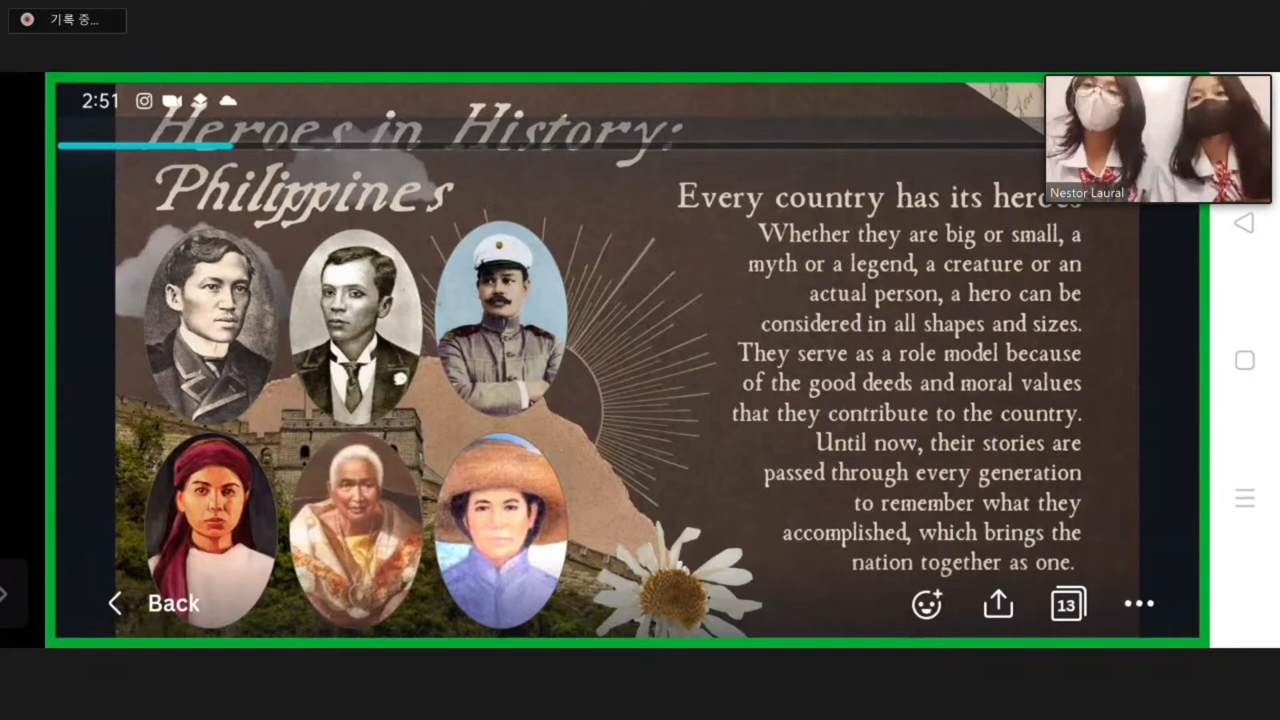 기록 중...
2:51
Heroes in History:
Philippines
Every country has its heroes
Nestor Laural
Whether they are big or small, a
myth or a legend, a creature or an
actual person, a hero can be
considered in all shapes and sizes.
They serve as a role model because
of the good deeds and moral values
that they contribute to the country.
Until now, their stories are
passed through every generation
to remember what they
accomplished, which brings the
nation together as one.
Back
13